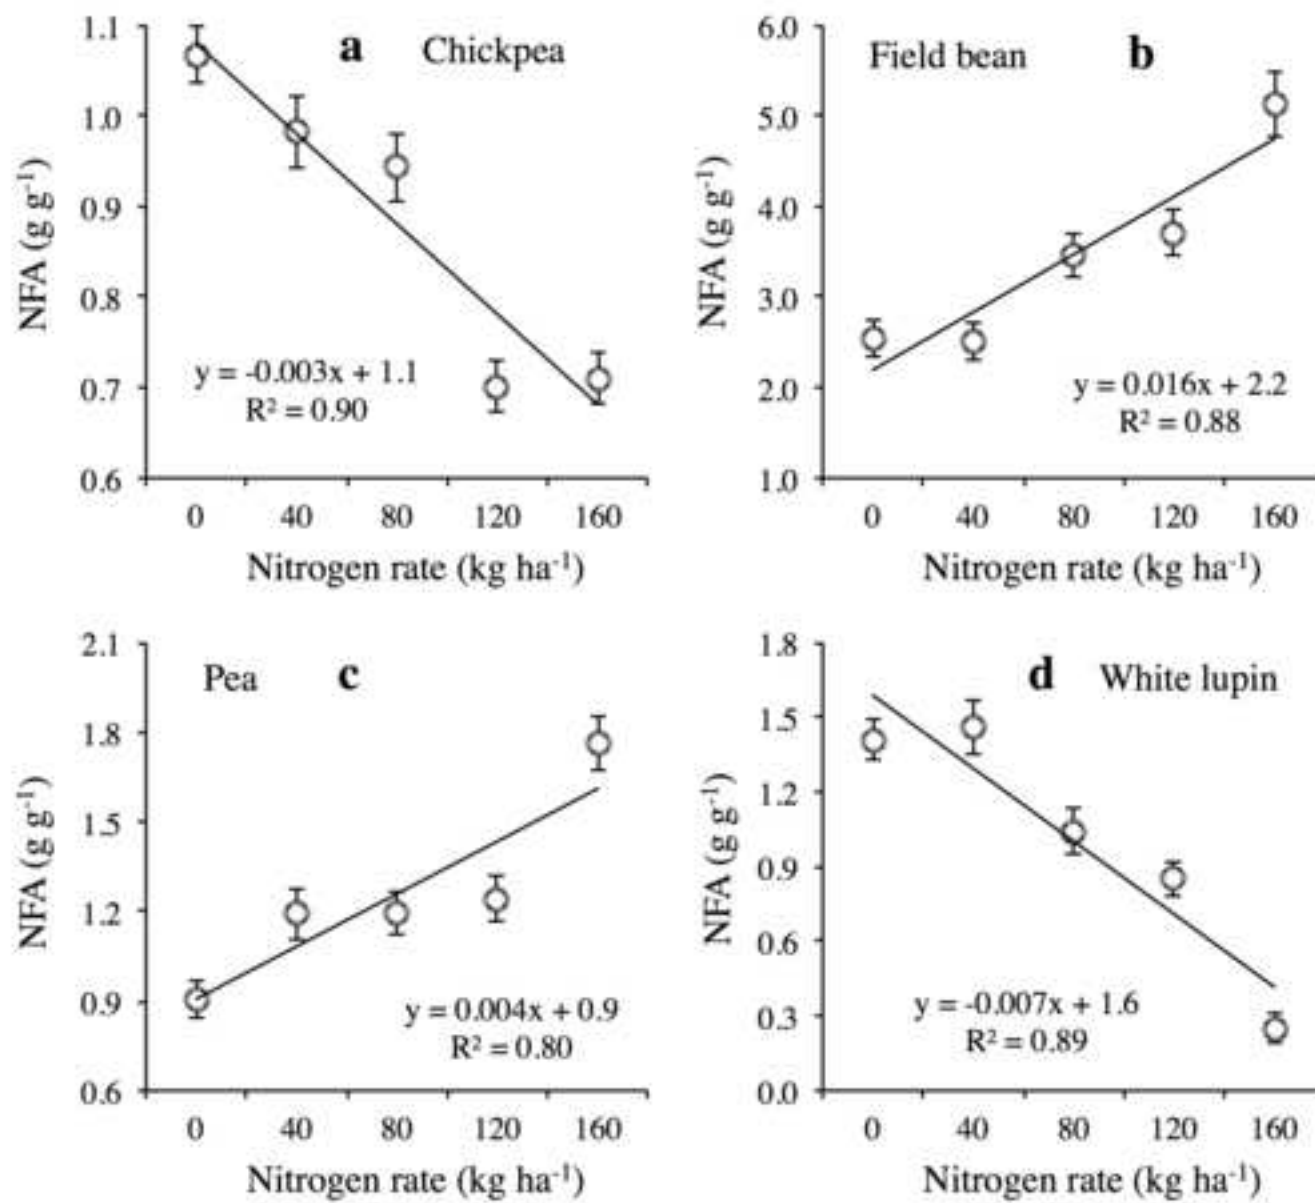 a Chickpea
NFA (g g⁻¹)
1.1
1.0
0.9
0.8
0.7
0.6
y = -0.003x + 1.1
R² = 0.90
0 40 80 120 160
Nitrogen rate (kg ha⁻¹)
Field bean b
NFA (g g⁻¹)
6.0
5.0
4.0
3.0
2.0
1.0
y = 0.016x + 2.2
R² = 0.88
0 40 80 120 160
Nitrogen rate (kg ha⁻¹)
Pea c
NFA (g g⁻¹)
2.1
1.8
1.5
1.2
0.9
0.6
y = 0.004x + 0.9
R² = 0.80
0 40 80 120 160
Nitrogen rate (kg ha⁻¹)
d White lupin
NFA (g g⁻¹)
1.8
1.5
1.2
0.9
0.6
0.3
0.0
y = -0.007x + 1.6
R² = 0.89
0 40 80 120 160
Nitrogen rate (kg ha⁻¹)